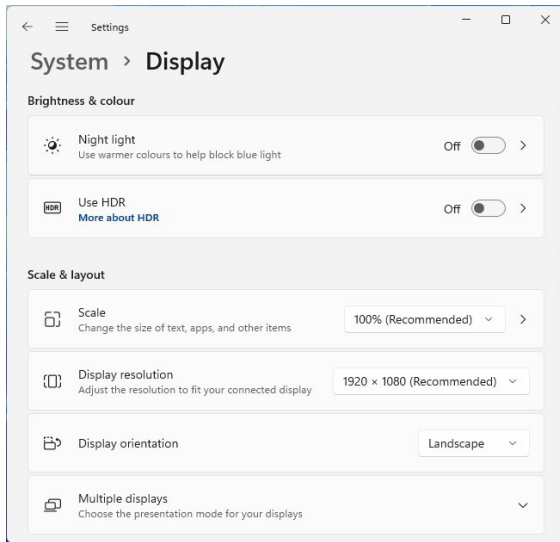 Settings
System > Display
Brightness & colour
Night light
Use warmer colours to help block blue light
Off
HDR
Use HDR
More about HDR
Off
Scale & layout
Scale
Change the size of text, apps, and other items
100% (Recommended)
Display resolution
Adjust the resolution to fit your connected display
1920 × 1080 (Recommended)
Display orientation
Landscape
Multiple displays
Choose the presentation mode for your displays